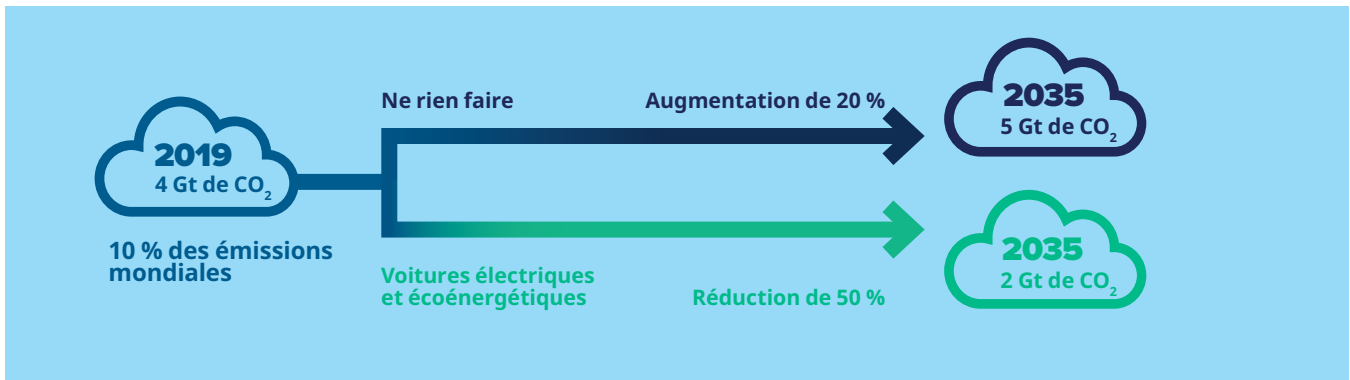 2019
4 Gt de CO₂
10 % des émissions
mondiales
Ne rien faire
Augmentation de 20 %
2035
5 Gt de CO₂
Voitures électriques
et écoénergétiques
Réduction de 50 %
2035
2 Gt de CO₂